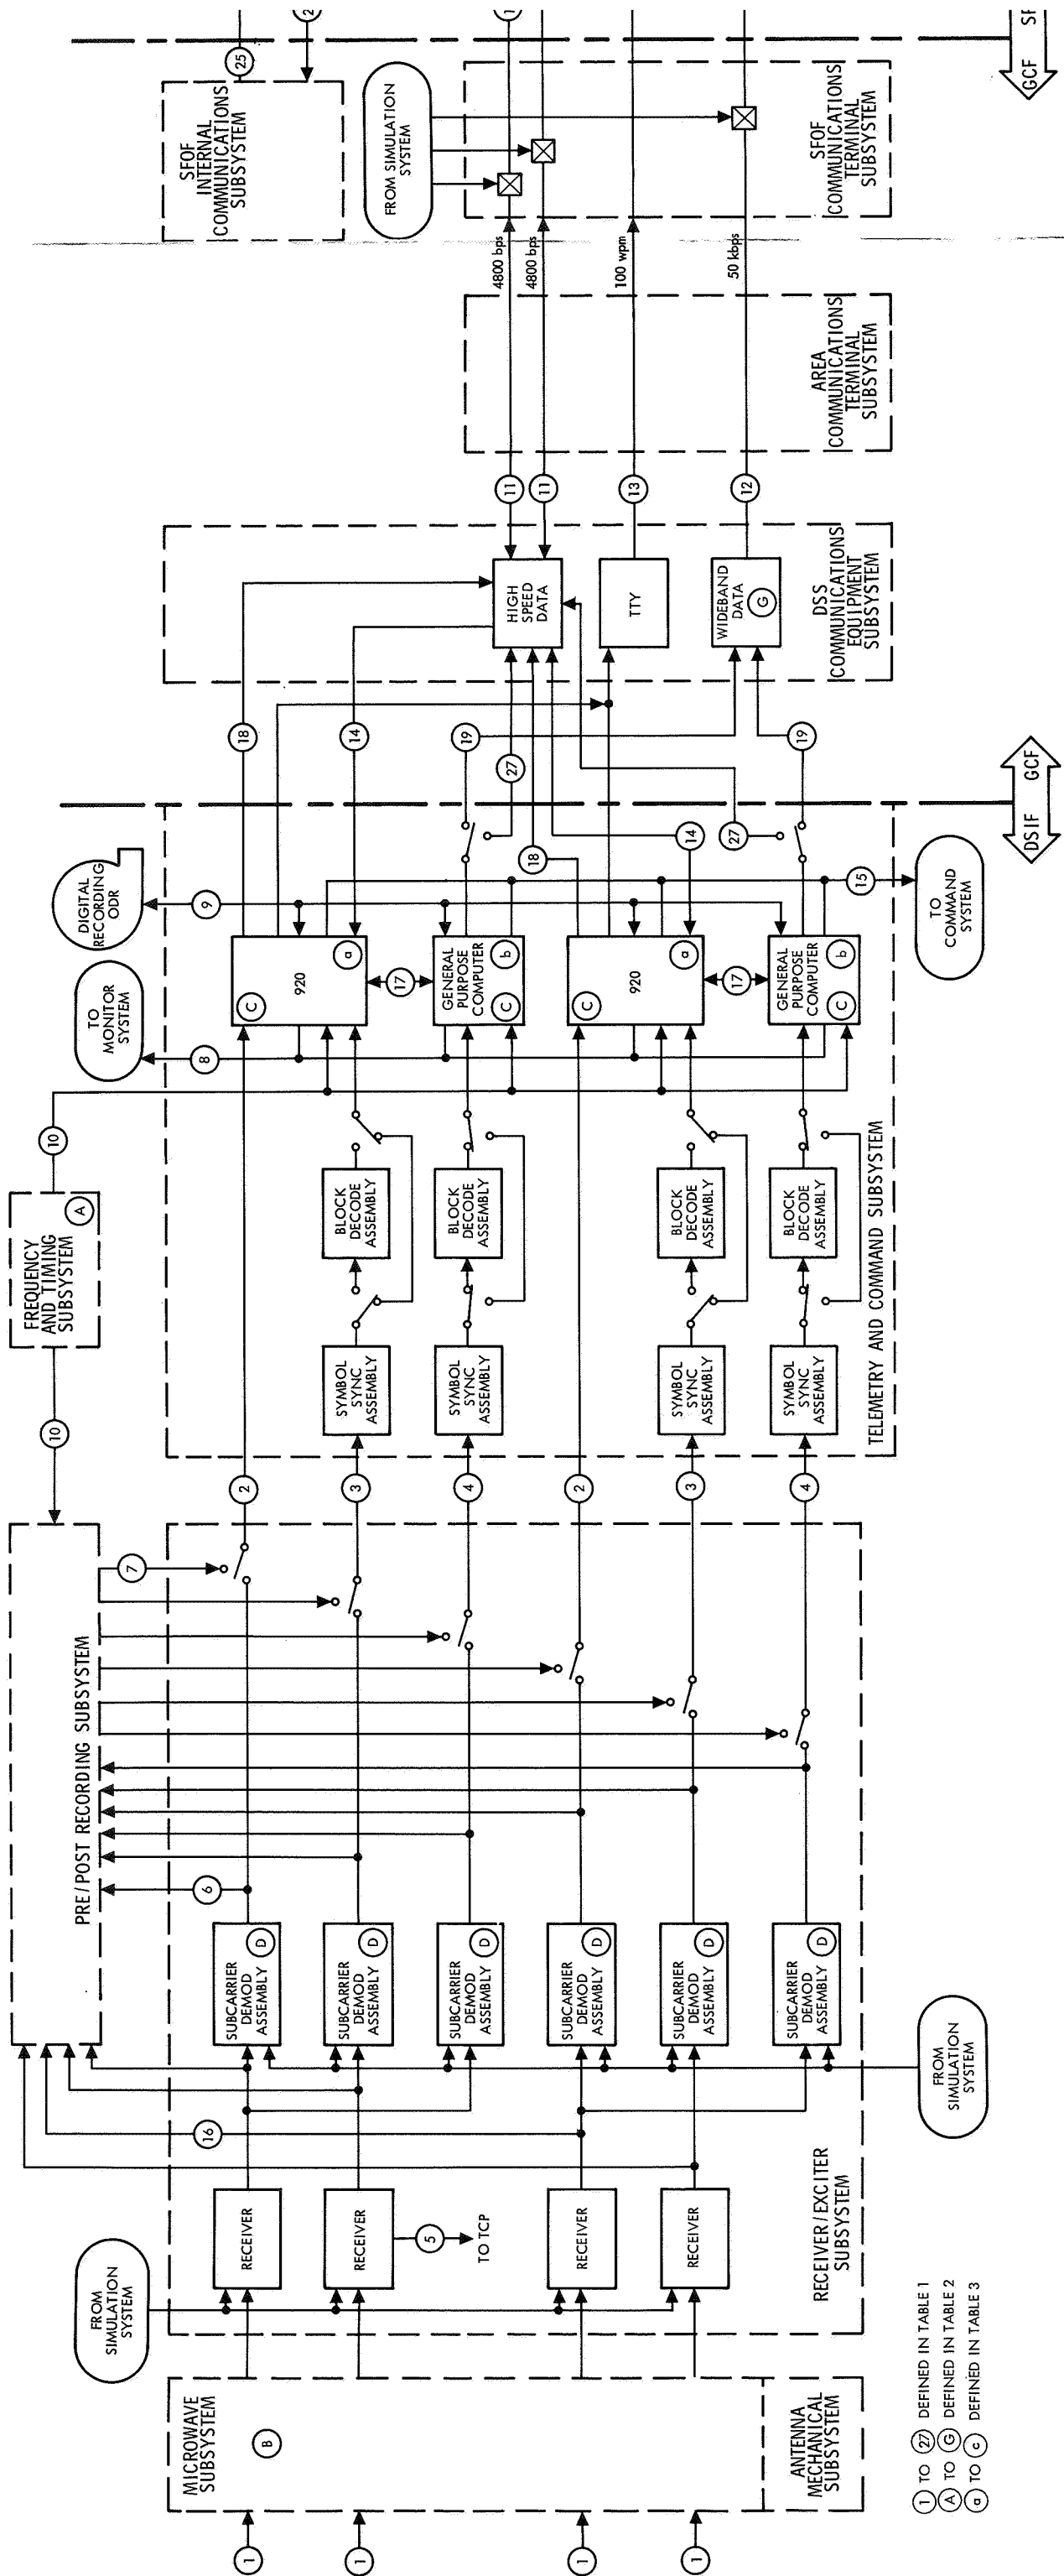 MICROWAVE
SUBSYSTEM
B
ANTENNA
MECHANICAL
SUBSYSTEM
1
1
1
1
1 TO 27 DEFINED IN TABLE 1
A TO G DEFINED IN TABLE 2
a TO c DEFINED IN TABLE 3
FROM
SIMULATION
SYSTEM
RECEIVER
RECEIVER
RECEIVER
RECEIVER
5
TO TCP
16
RECEIVER/EXCITER
SUBSYSTEM
FROM
SIMULATION
SYSTEM
SUBCARRIER
DEMOD
ASSEMBLY
D
SUBCARRIER
DEMOD
ASSEMBLY
D
SUBCARRIER
DEMOD
ASSEMBLY
D
SUBCARRIER
DEMOD
ASSEMBLY
D
SUBCARRIER
DEMOD
ASSEMBLY
D
SUBCARRIER
DEMOD
ASSEMBLY
D
PRE/POST RECORDING SUBSYSTEM
6
7
2
3
4
2
3
4
10
FREQUENCY
AND TIMING
SUBSYSTEM
A
10
SYMBOL
SYNC
ASSEMBLY
SYMBOL
SYNC
ASSEMBLY
SYMBOL
SYNC
ASSEMBLY
SYMBOL
SYNC
ASSEMBLY
BLOCK
DECODE
ASSEMBLY
BLOCK
DECODE
ASSEMBLY
BLOCK
DECODE
ASSEMBLY
BLOCK
DECODE
ASSEMBLY
TELEMETRY AND COMMAND SUBSYSTEM
TO
MONITOR
SYSTEM
8
DIGITAL
RECORDING
ODR
9
C
920
a
17
GENERAL
PURPOSE
COMPUTER
C
b
C
920
a
17
GENERAL
PURPOSE
COMPUTER
C
b
15
TO
COMMAND
SYSTEM
18
14
19
27
18
14
27
19
DSIF
GCF
HIGH
SPEED
DATA
TTY
WIDEBAND
DATA
G
DSS
COMMUNICATIONS
EQUIPMENT
SUBSYSTEM
11
11
13
12
AREA
COMMUNICATIONS
TERMINAL
SUBSYSTEM
4800 bps
4800 bps
100 wpm
50 kbps
SFOF
INTERNAL
COMMUNICATIONS
SUBSYSTEM
25
FROM SIMULATION
SYSTEM
SFOF
COMMUNICATIONS
TERMINAL
SUBSYSTEM
GCF